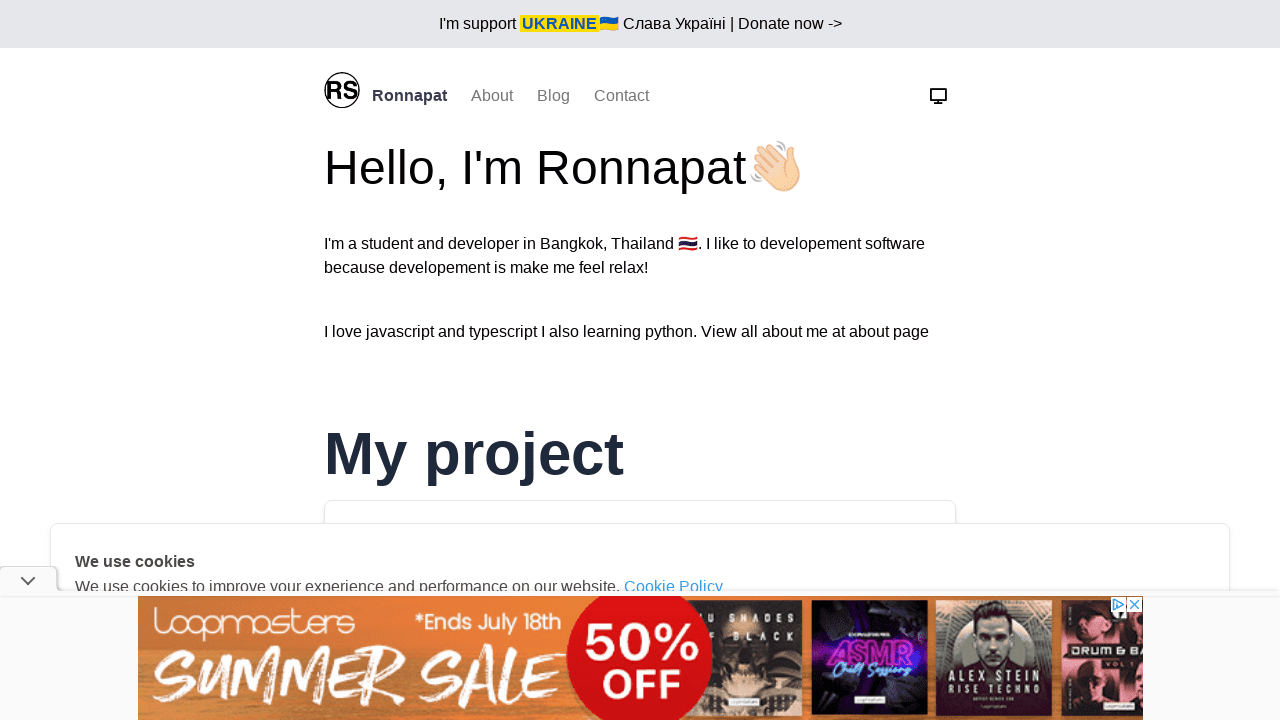 I'm support UKRAINE🇺🇦 Слава Україні | Donate now ->
RS Ronnapat About Blog Contact
Hello, I'm Ronnapat👋🏻
I'm a student and developer in Bangkok, Thailand 🇹🇭. I like to developement software
because developement is make me feel relax!
I love javascript and typescript I also learning python. View all about me at about page
My project
We use cookies
We use cookies to improve your experience and performance on our website. Cookie Policy
Loopmasters *Ends July 18th
SUMMER SALE
50%
OFF
SHADES
OF BLACK
ASMR
Chill Sessions
ALEX STEIN
RISE TECHNO
DRUM & BA
VOL